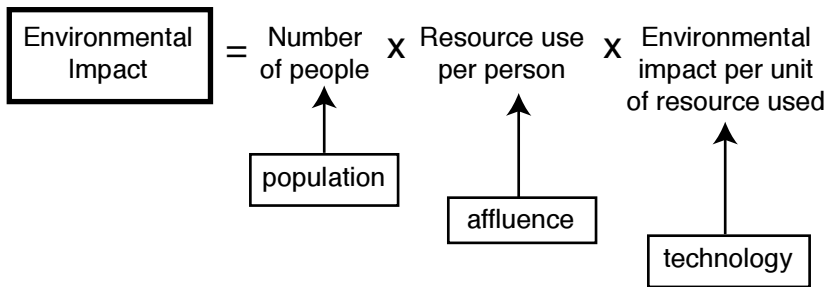 Environmental
Impact
=
Number
of people
x
Resource use
per person
x
Environmental
impact per unit
of resource used
population
affluence
technology